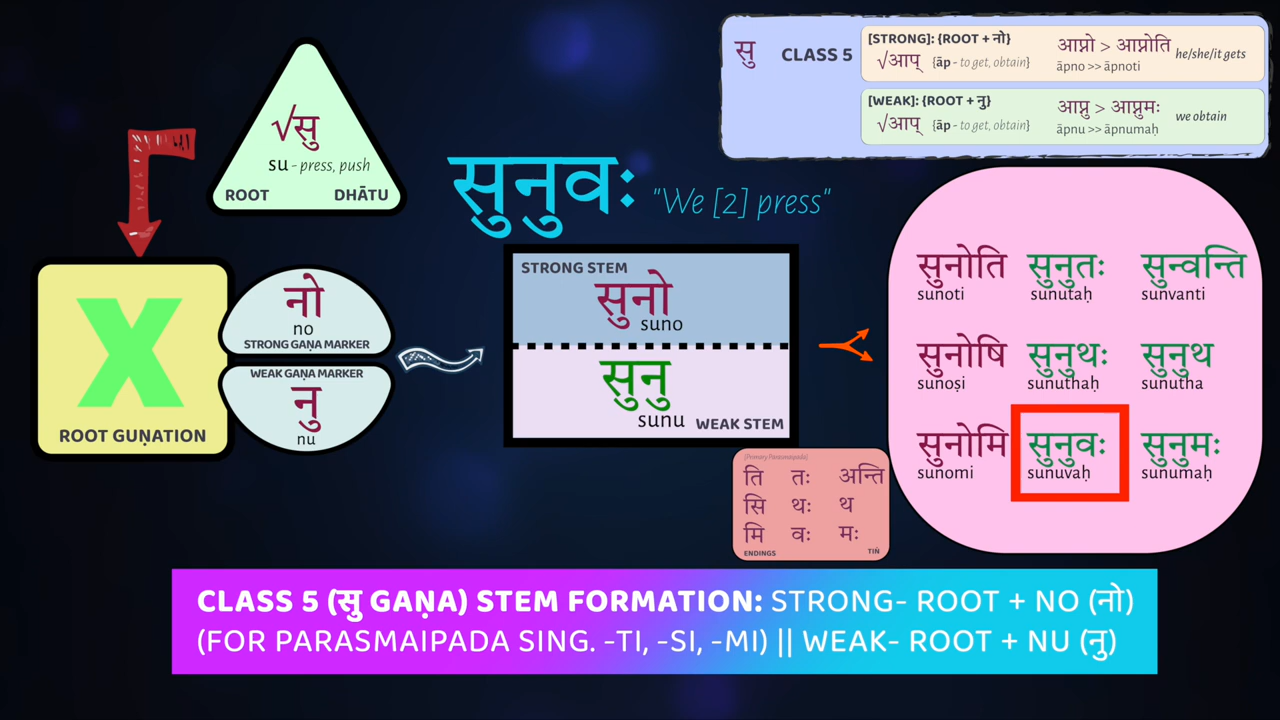 सु CLASS 5
[STRONG]: {ROOT + नो}
√आप् {āp - to get, obtain}
आप्नो > आप्नोति
āpno >> āpnoti
he/she/it gets
[WEAK]: {ROOT + नु}
√आप् {āp - to get, obtain}
आप्नु > आप्नुमः
āpnu >> āpnumaḥ
we obtain
√सु
su - press, push
ROOT DHĀTU
सुनुवः "We [2] press"
X
ROOT GUṆATION
नो
no
STRONG GAṆA MARKER
WEAK GAṆA MARKER
नु
nu
STRONG STEM
सुनो
suno
सुनु
sunu WEAK STEM
सुनोति सुनुतः सुन्वन्ति
sunoti sunutaḥ sunvanti
सुनोषि सुनुथः सुनुथ
sunoṣi sunuthaḥ sunutha
सुनोमि सुनुवः सुनुमः
sunomi sunuvaḥ sunumaḥ
[Primary Parasmaipada]
ति तः अन्ति
सि थः थ
मि वः मः
ENDINGS TIṄ
CLASS 5 (सु GAṆA) STEM FORMATION: STRONG- ROOT + NO (नो)
(FOR PARASMAIPADA SING. -TI, -SI, -MI) || WEAK- ROOT + NU (नु)